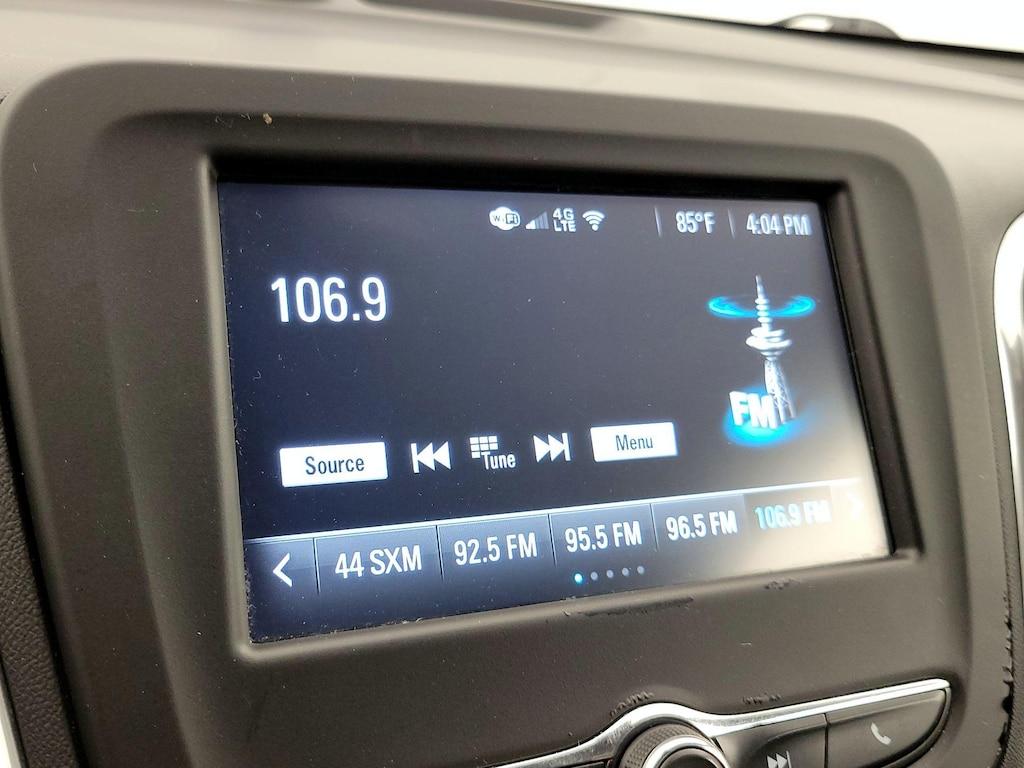 WiFi 4G LTE 85°F 4:04 PM
106.9
FM
Source Tune Menu
44 SXM 92.5 FM 95.5 FM 96.5 FM 106.9 FM